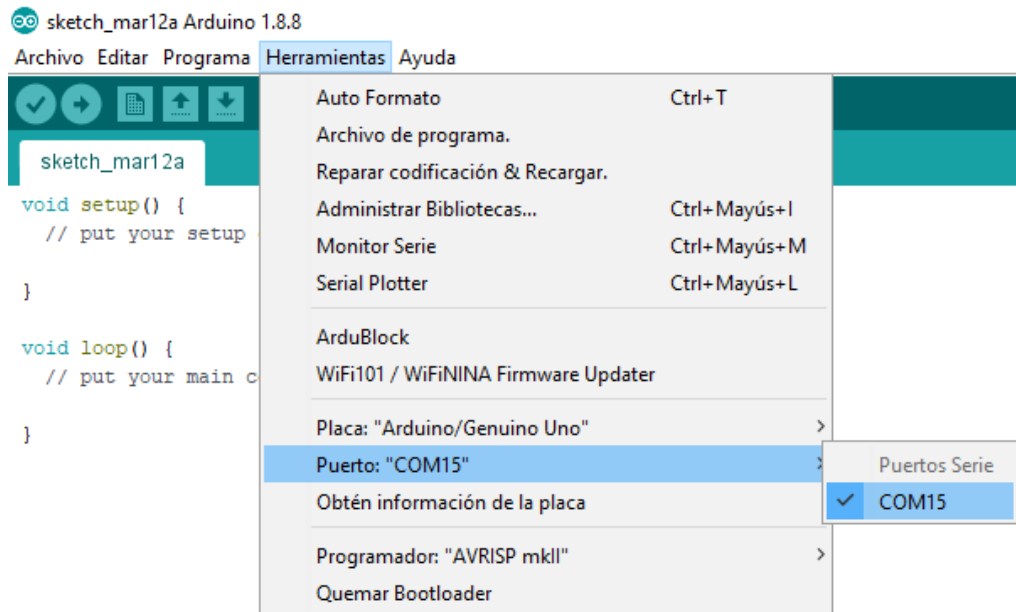 sketch_mar12a Arduino 1.8.8
Archivo Editar Programa Herramientas Ayuda
sketch_mar12a
void setup() {
// put your setup
}
void loop() {
// put your main c
}
Auto Formato Ctrl+T
Archivo de programa.
Reparar codificación & Recargar.
Administrar Bibliotecas... Ctrl+Mayús+I
Monitor Serie Ctrl+Mayús+M
Serial Plotter Ctrl+Mayús+L
ArduBlock
WiFi101 / WiFiNINA Firmware Updater
Placa: "Arduino/Genuino Uno"
Puerto: "COM15"
Obtén información de la placa
Programador: "AVRISP mkII"
Quemar Bootloader
Puertos Serie
COM15